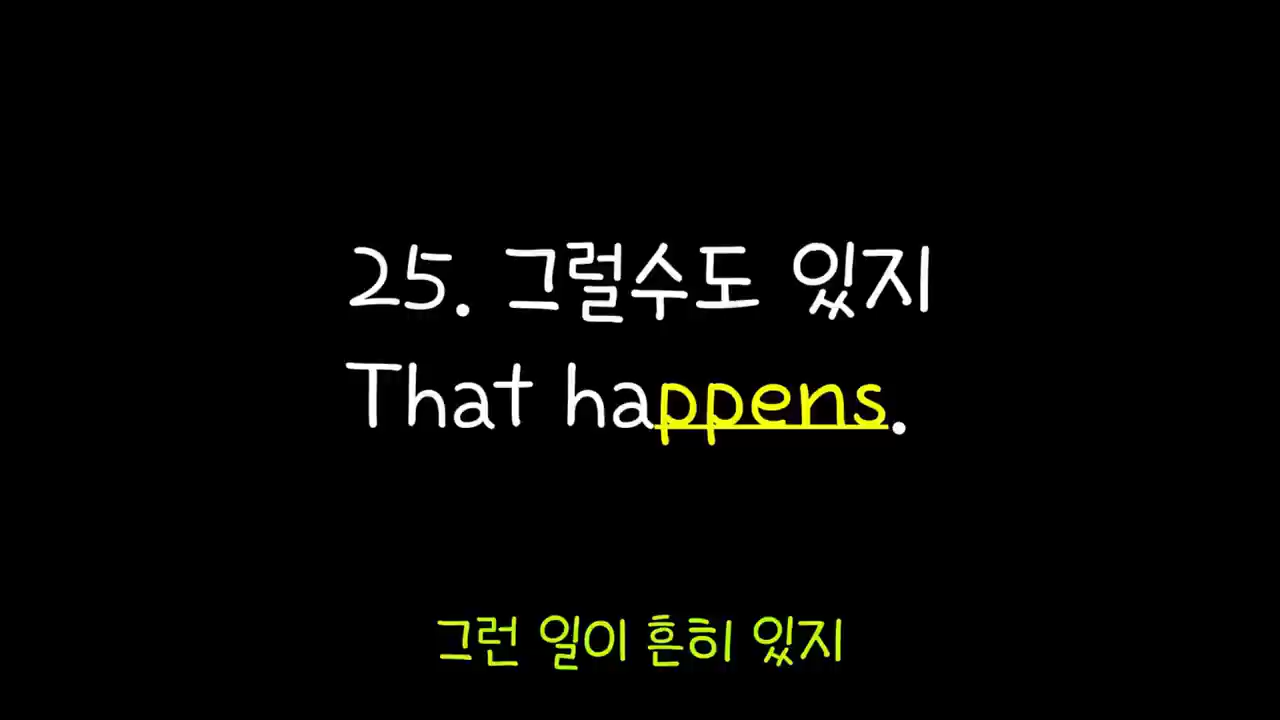 25. 그럴수도 있지
That happens.
그런 일이 흔히 있지